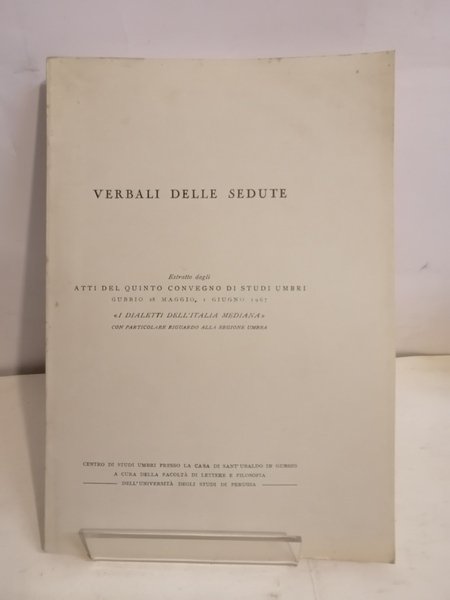 VERBALI DELLE SEDUTE
Estratto dagli
ATTI DEL QUINTO CONVEGNO DI STUDI UMBRI
GUBBIO 28 MAGGIO, 1 GIUGNO 1967
«I DIALETTI DELL'ITALIA MEDIANA»
CON PARTICOLARE RIGUARDO ALLA REGIONE UMBRA
CENTRO DI STUDI UMBRI PRESSO LA CASA DI SANT'UBALDO IN GUBBIO
A CURA DELLA FACOLTÀ DI LETTERE E FILOSOFIA
DELL'UNIVERSITÀ DEGLI STUDI DI PERUGIA